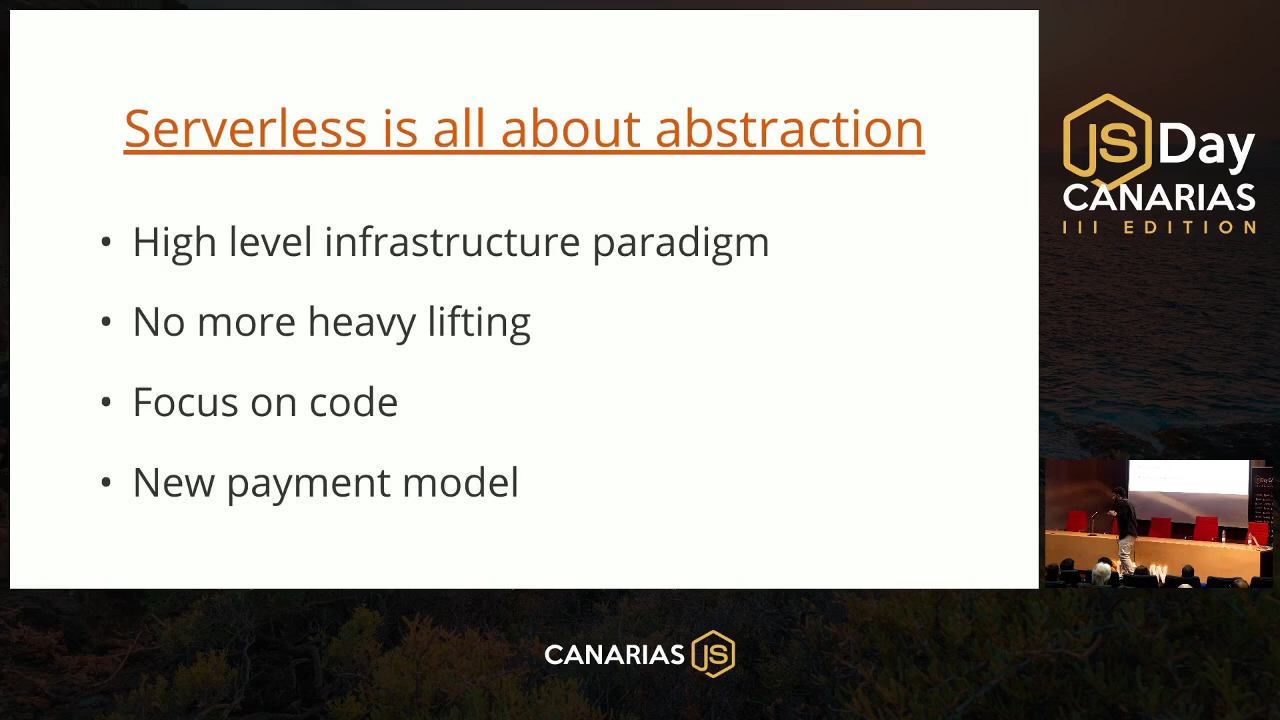 Serverless is all about abstraction
• High level infrastructure paradigm
• No more heavy lifting
• Focus on code
• New payment model
JS Day
CANARIAS
III EDITION
CANARIAS JS